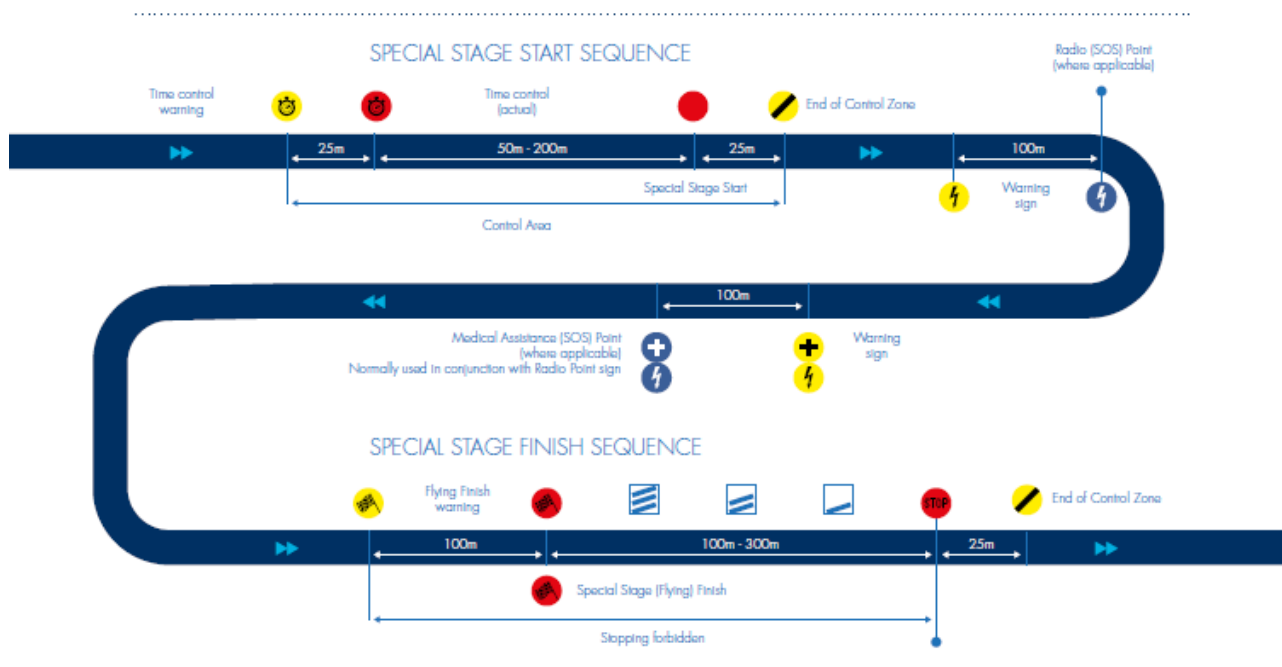 SPECIAL STAGE START SEQUENCE
Radio (SOS) Point
(where applicable)
Time control
warning
Time control
(actual)
End of Control Zone
25m
50m - 200m
25m
100m
Special Stage Start
Warning
sign
Control Area
100m
Medical Assistance (SOS) Point
(where applicable)
Normally used in conjunction with Radio Point sign
Warning
sign
SPECIAL STAGE FINISH SEQUENCE
Flying Finish
warning
STOP
End of Control Zone
100m
100m - 300m
25m
Special Stage (Flying) Finish
Stopping forbidden